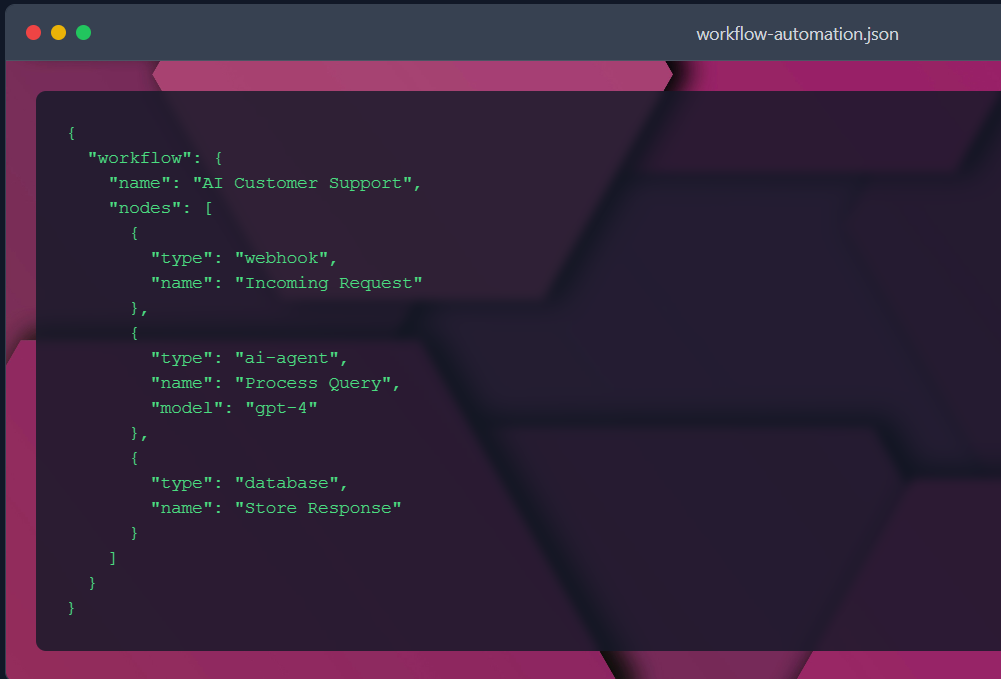 workflow-automation.json
{
  "workflow": {
    "name": "AI Customer Support",
    "nodes": [
      {
        "type": "webhook",
        "name": "Incoming Request"
      },
      {
        "type": "ai-agent",
        "name": "Process Query",
        "model": "gpt-4"
      },
      {
        "type": "database",
        "name": "Store Response"
      }
    ]
  }
}